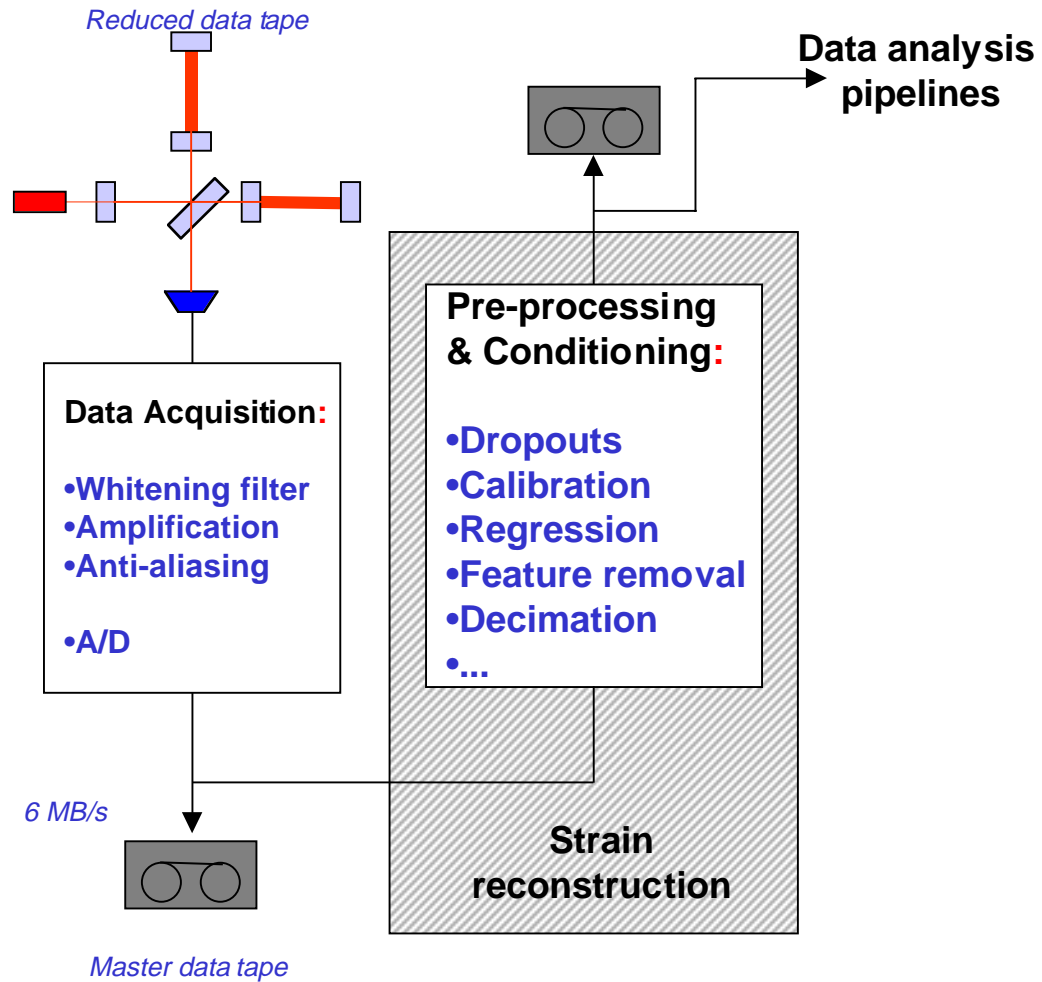 Reduced data tape
Data analysis
pipelines
Pre-processing
& Conditioning:
•Dropouts
•Calibration
•Regression
•Feature removal
•Decimation
•...
Data Acquisition:
•Whitening filter
•Amplification
•Anti-aliasing
•A/D
6 MB/s
Strain
reconstruction
Master data tape